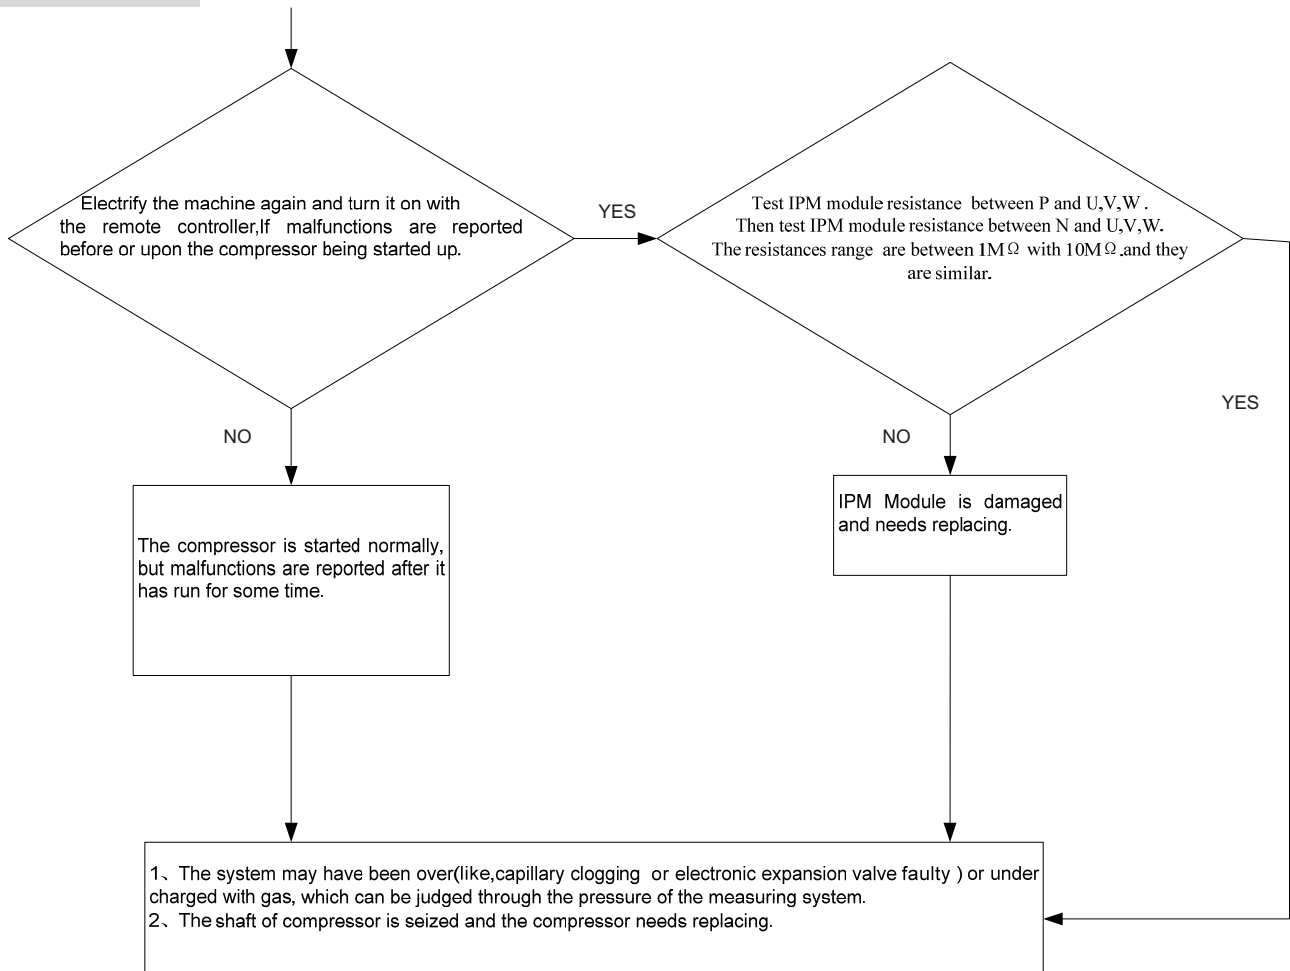 Electrify the machine again and turn it on with
the remote controller,If malfunctions are reported
before or upon the compressor being started up.
YES
Test IPM module resistance between P and U,V,W .
Then test IPM module resistance between N and U,V,W.
The resistances range are between 1MΩ with 10MΩ.and they
are similar.
YES
NO
NO
The compressor is started normally,
but malfunctions are reported after it
has run for some time.
IPM Module is damaged
and needs replacing.
1、The system may have been over(like,capillary clogging or electronic expansion valve faulty ) or under
charged with gas, which can be judged through the pressure of the measuring system.
2、The shaft of compressor is seized and the compressor needs replacing.